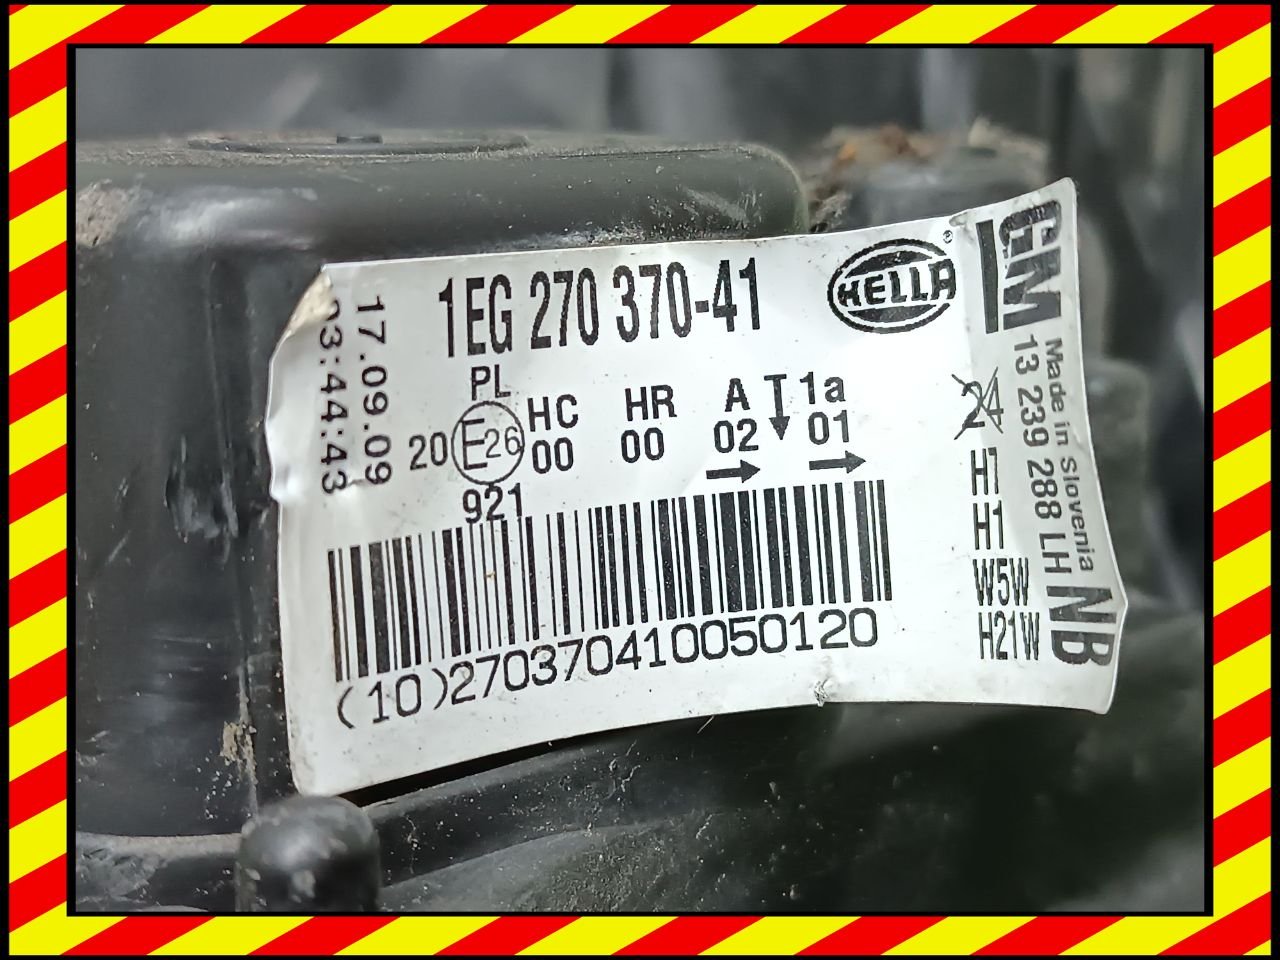 1EG 270 370-41
HELLA ®
17.09.09
03:44:43
PL
20 E26 HC HR A 1a
00 00 02 01
921
(10)270370410050120
24
H7
H1
W5W
H21W
GM 13 239 288 LH NB
Made in Slovenia